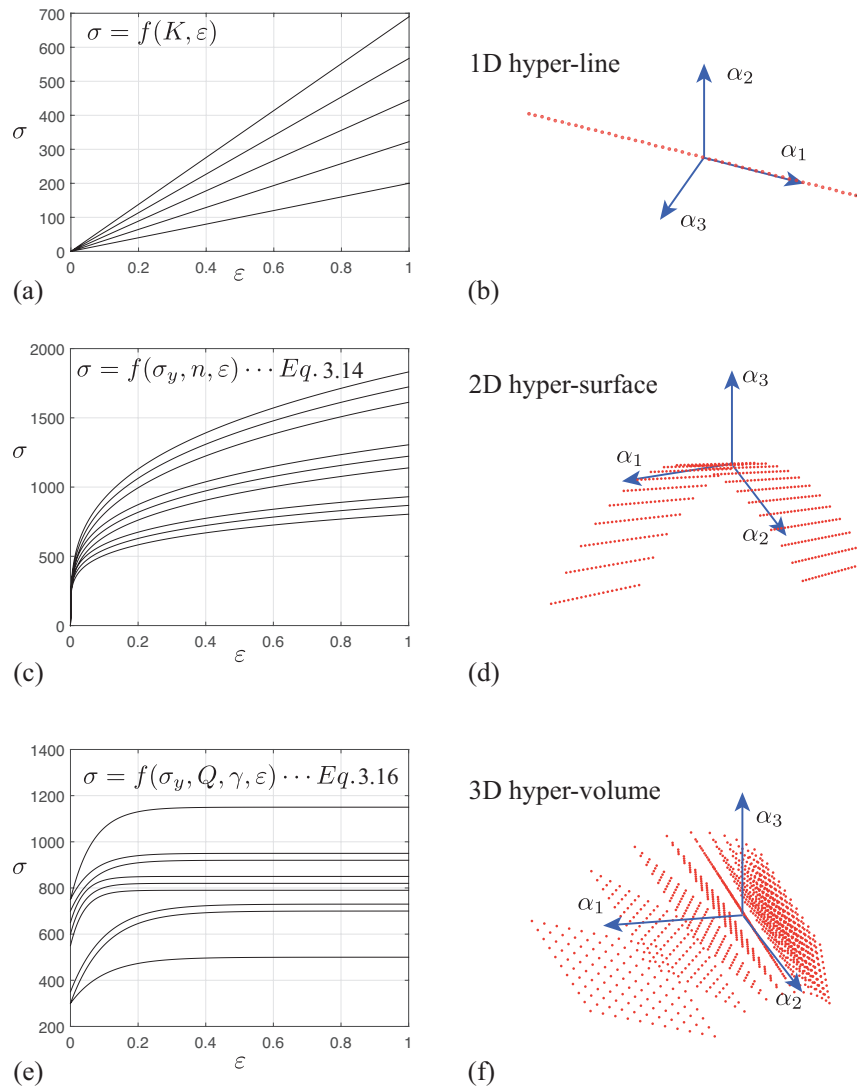 700
600
500
400
300
200
100
0
σ
σ = f(K, ε)
0 0.2 0.4 0.6 0.8 1
ε
(a)
1D hyper-line
α₂
α₁
α₃
(b)
2000
1500
1000
500
0
σ
σ = f(σ_y, n, ε) ⋯ Eq. 3.14
0 0.2 0.4 0.6 0.8 1
ε
(c)
2D hyper-surface
α₃
α₁
α₂
(d)
1400
1200
1000
800
600
400
200
σ
σ = f(σ_y, Q, γ, ε) ⋯ Eq. 3.16
0 0.2 0.4 0.6 0.8 1
ε
(e)
3D hyper-volume
α₃
α₁
α₂
(f)